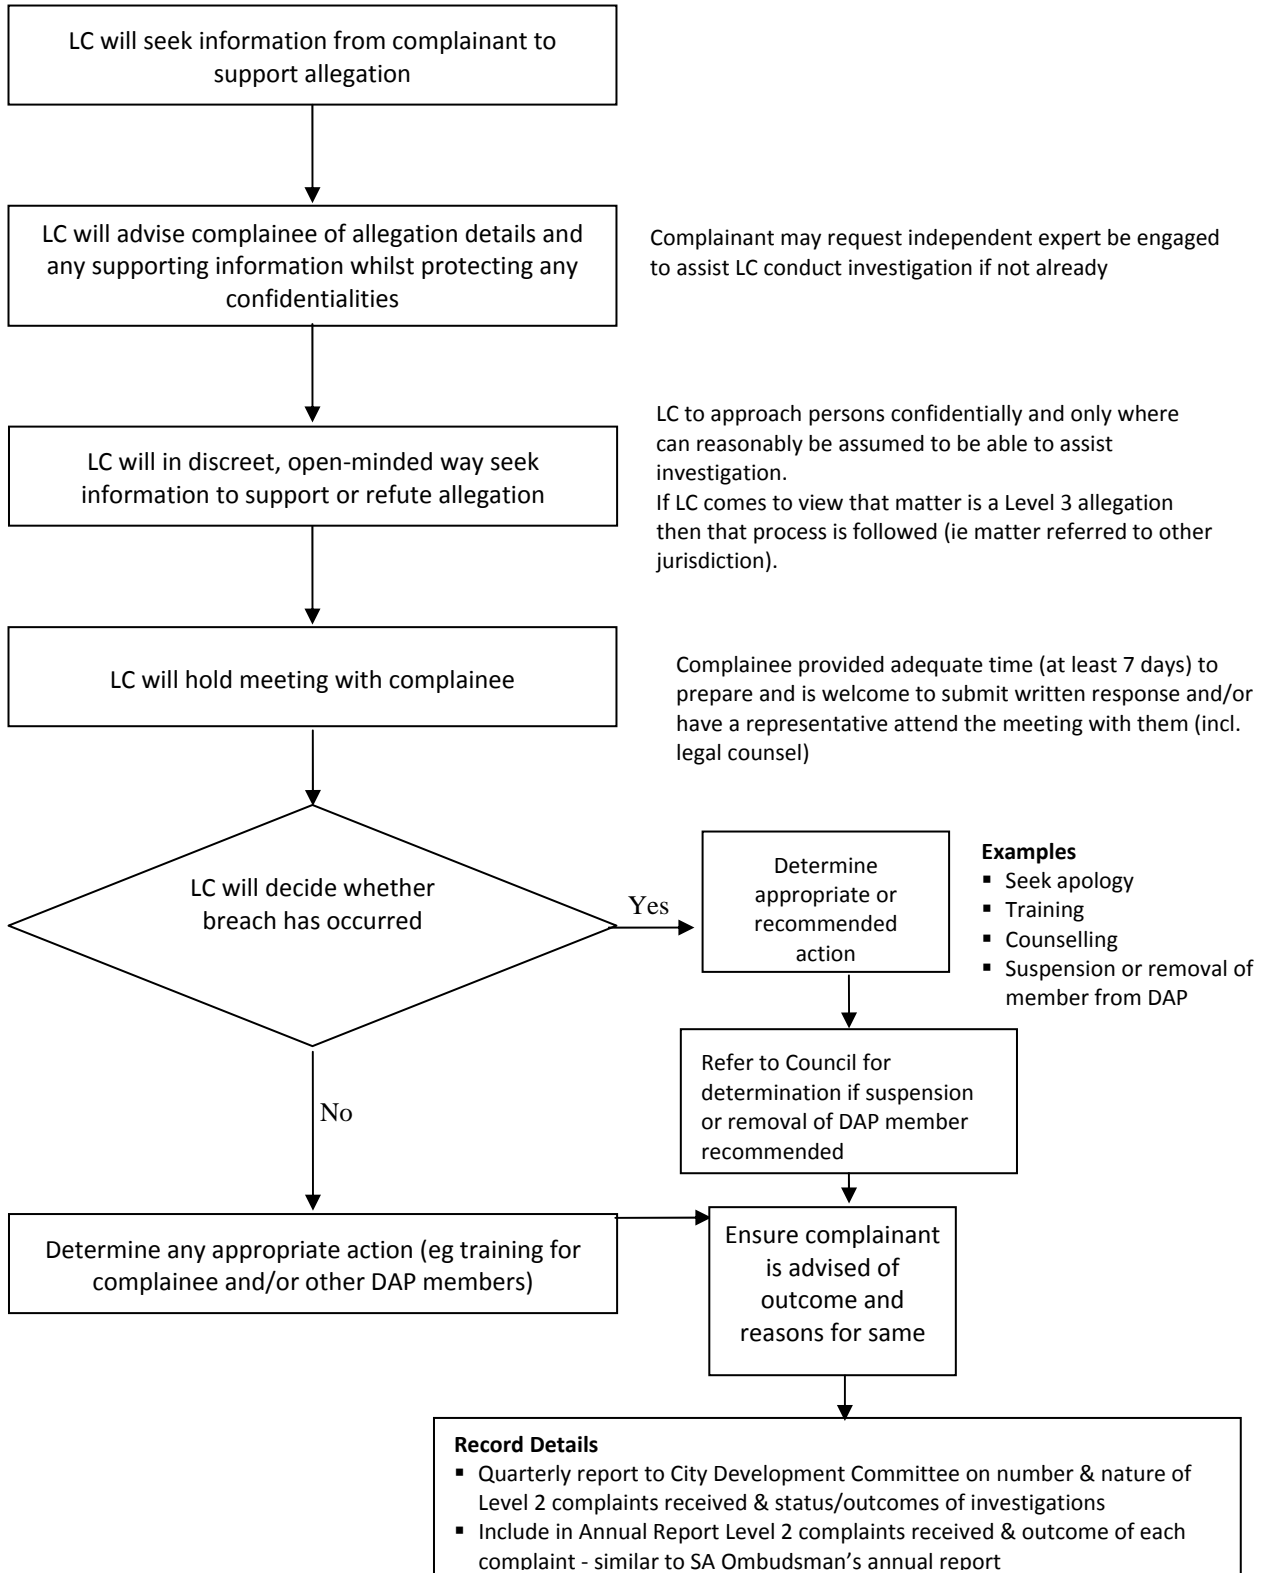 LC will seek information from complainant to
support allegation
LC will advise complainee of allegation details and
any supporting information whilst protecting any
confidentialities
Complainant may request independent expert be engaged
to assist LC conduct investigation if not already
LC will in discreet, open-minded way seek
information to support or refute allegation
LC to approach persons confidentially and only where
can reasonably be assumed to be able to assist
investigation.
If LC comes to view that matter is a Level 3 allegation
then that process is followed (ie matter referred to other
jurisdiction).
LC will hold meeting with complainee
Complainee provided adequate time (at least 7 days) to
prepare and is welcome to submit written response and/or
have a representative attend the meeting with them (incl.
legal counsel)
LC will decide whether
breach has occurred
Yes
Determine
appropriate or
recommended
action
Examples
▪ Seek apology
▪ Training
▪ Counselling
▪ Suspension or removal of
member from DAP
Refer to Council for
determination if suspension
or removal of DAP member
recommended
No
Determine any appropriate action (eg training for
complainee and/or other DAP members)
Ensure complainant
is advised of
outcome and
reasons for same
Record Details
▪ Quarterly report to City Development Committee on number & nature of
Level 2 complaints received & status/outcomes of investigations
▪ Include in Annual Report Level 2 complaints received & outcome of each
complaint - similar to SA Ombudsman's annual report